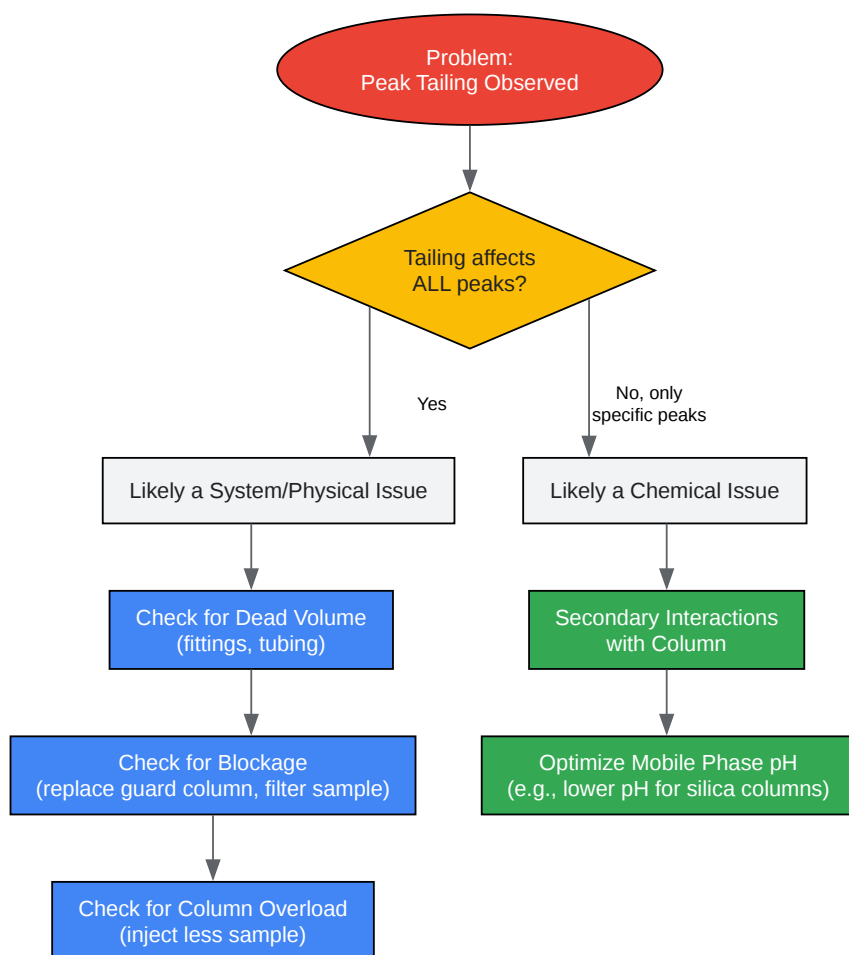 Problem:
Peak Tailing Observed
Tailing affects
ALL peaks?
Yes
No, only
specific peaks
Likely a System/Physical Issue
Likely a Chemical Issue
Check for Dead Volume
(fittings, tubing)
Secondary Interactions
with Column
Check for Blockage
(replace guard column, filter sample)
Optimize Mobile Phase pH
(e.g., lower pH for silica columns)
Check for Column Overload
(inject less sample)